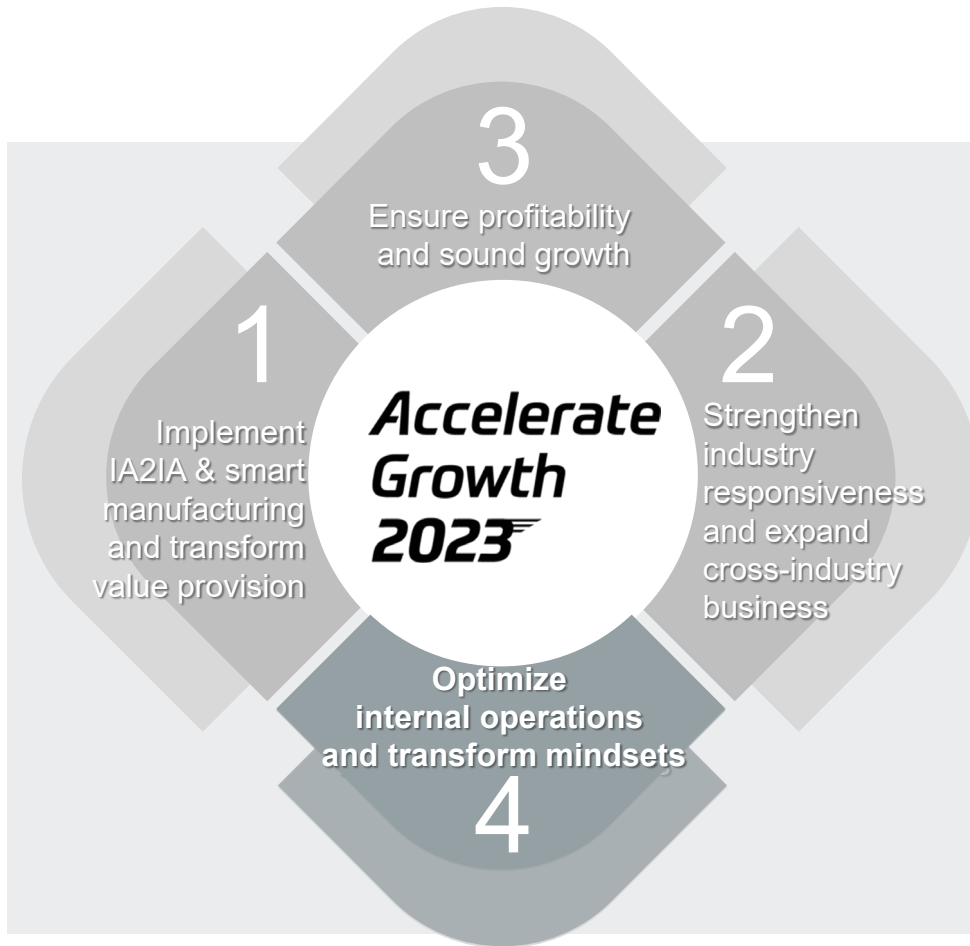 3
Ensure profitability
and sound growth
1
Implement
IA2IA & smart
manufacturing
and transform
value provision
2
Strengthen
industry
responsiveness
and expand
cross-industry
business
Accelerate
Growth
2023
Optimize
internal operations
and transform mindsets
4